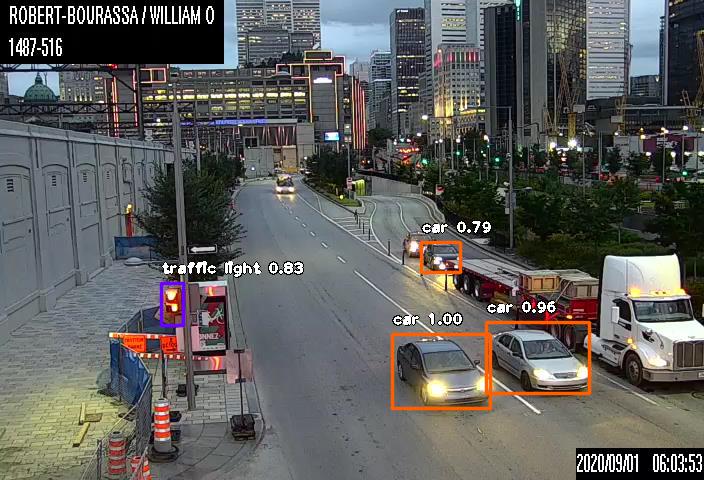 ROBERT-BOURASSA / WILLIAM O
1487-516
car 0.79
traffic light 0.83
car 0.96
car 1.00
2020/09/01 06:03:53